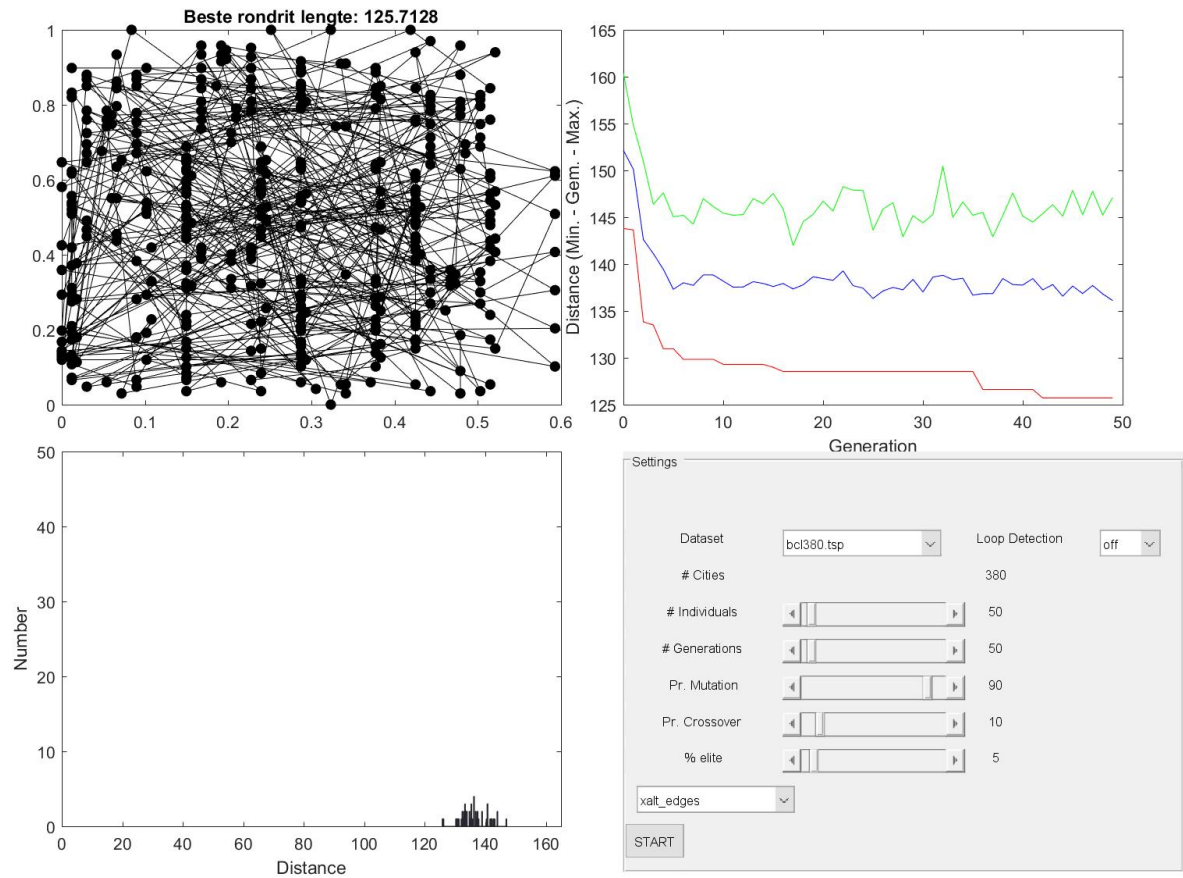 Beste rondrit lengte: 125.7128
1
0.8
0.6
0.4
0.2
0
0 0.1 0.2 0.3 0.4 0.5 0.6
Distance (Min. - Gem. - Max.)
165
160
155
150
145
140
135
130
125
0 10 20 30 40 50
Generation
Number
50
40
30
20
10
0
0 20 40 60 80 100 120 140 160
Distance
Settings
Dataset bcl380.tsp Loop Detection off
# Cities 380
# Individuals 50
# Generations 50
Pr. Mutation 90
Pr. Crossover 10
% elite 5
xalt_edges
START